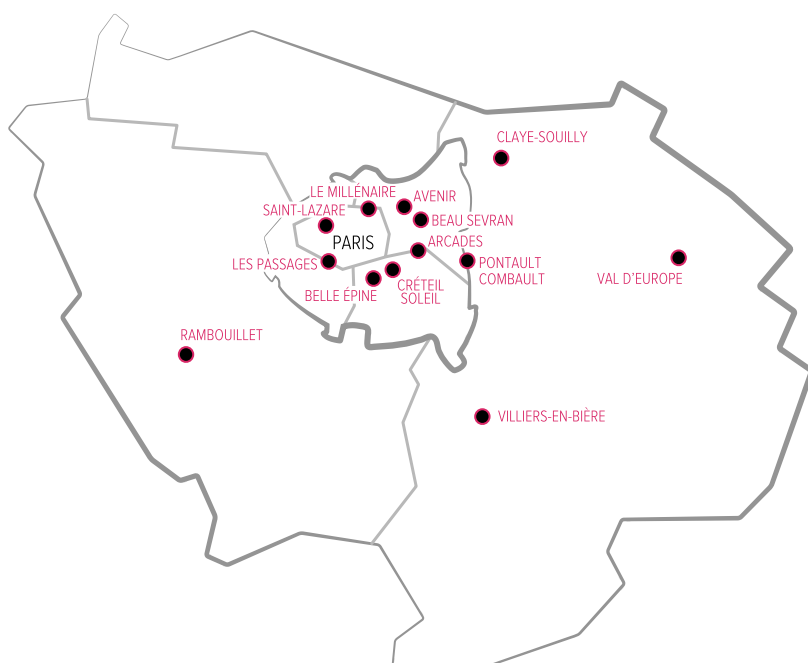 CLAYE-SOUILLY
LE MILLÉNAIRE
AVENIR
SAINT-LAZARE
BEAU SEVRAN
PARIS
ARCADES
LES PASSAGES
PONTAULT
COMBAULT
BELLE ÉPINE
CRÉTEIL
SOLEIL
VAL D'EUROPE
RAMBOUILLET
VILLIERS-EN-BIÈRE